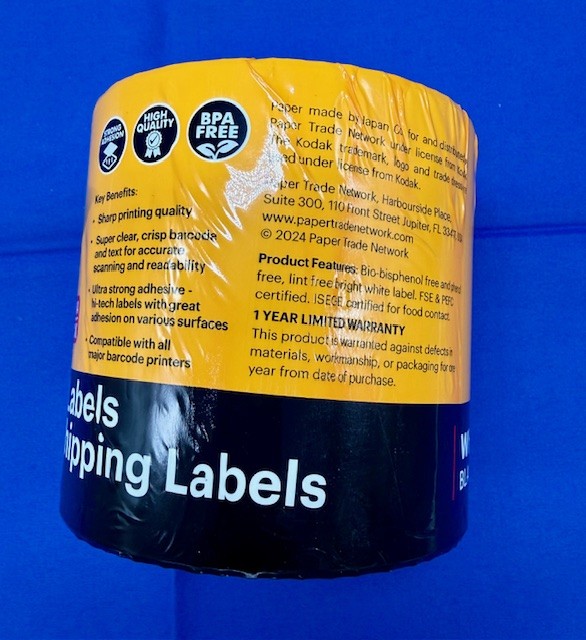 STRONG
ADHESION
HIGH
QUALITY
BPA
FREE
Key Benefits:
• Sharp printing quality
• Super clear, crisp barcode
and text for accurate
scanning and readability
• Ultra strong adhesive -
hi-tech labels with great
adhesion on various surfaces
• Compatible with all
major barcode printers
Paper made by Japan Co for and distributed
Paper Trade Network under license from Kodak
The Kodak trademark, logo and trade dress
under license from Kodak.
Paper Trade Network, Harbourside Place,
Suite 300, 110 Front Street Jupiter, FL
www.papertradenetwork.com
© 2024 Paper Trade Network
Product Features: Bio-bisphenol free and phenol
free, lint free bright white label. FSE & PEFC
certified. ISEGE certified for food contact.
1 YEAR LIMITED WARRANTY
This product is warranted against defects in
materials, workmanship, or packaging for one
year from date of purchase.
abels
hipping Labels